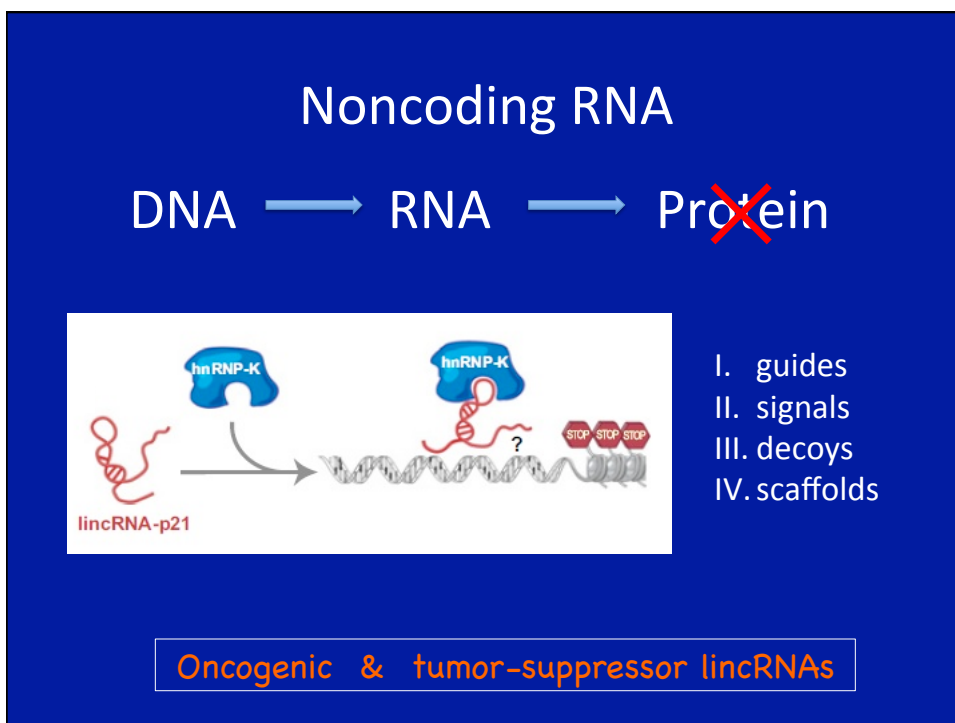 Noncoding RNA
DNA RNA Protein
hnRNP-K
hnRNP-K
?
STOP STOP STOP
lincRNA-p21
I. guides
II. signals
III. decoys
IV. scaffolds
Oncogenic & tumor-suppressor lincRNAs